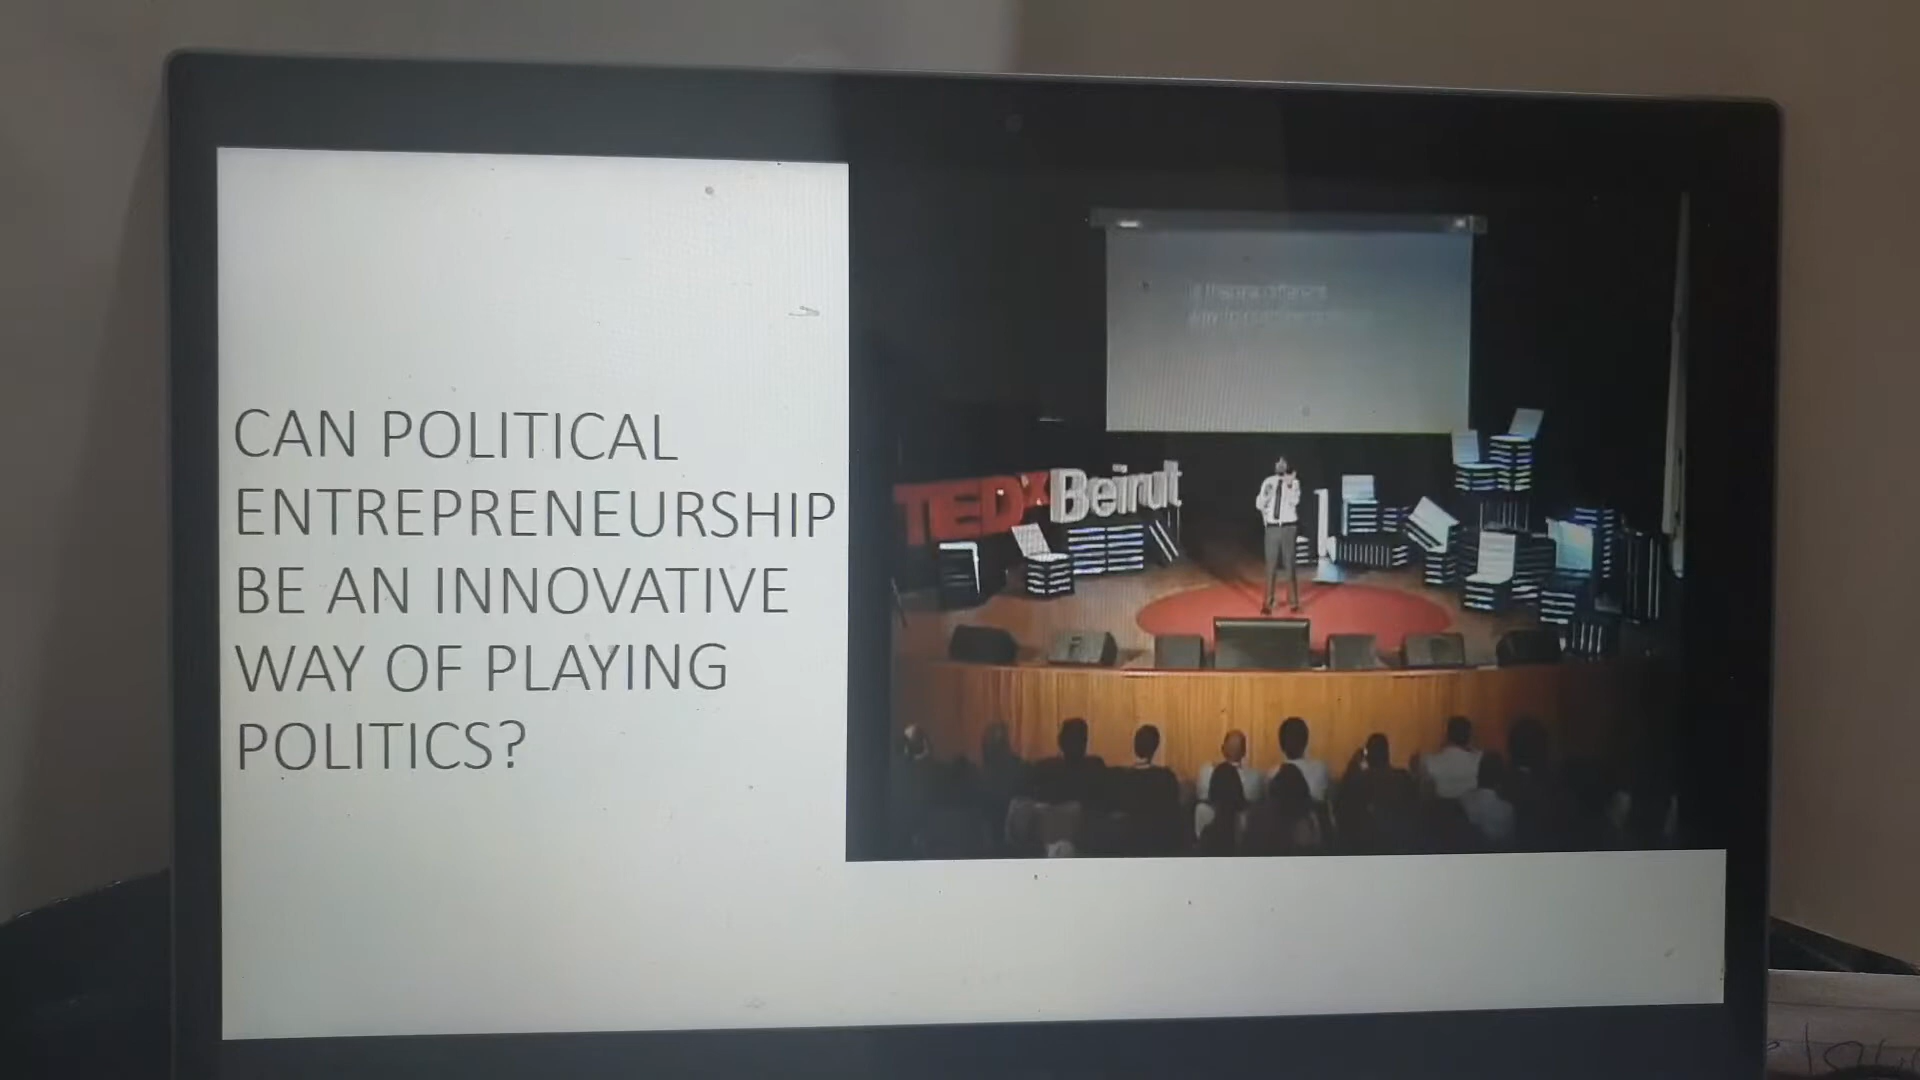 CAN POLITICAL
ENTREPRENEURSHIP
BE AN INNOVATIVE
WAY OF PLAYING
POLITICS?
TEDxBeirut